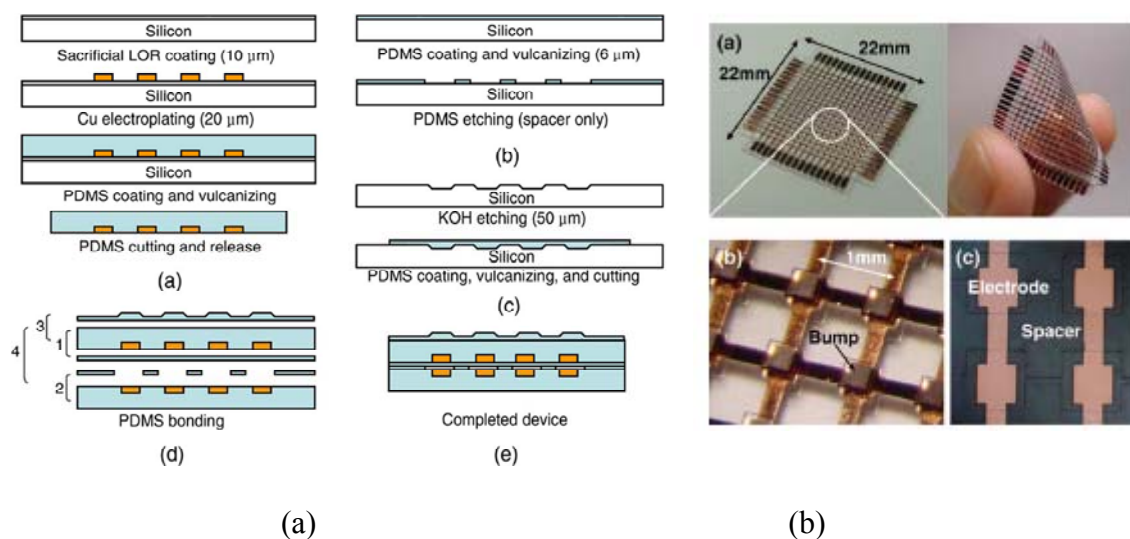 Silicon
Sacrificial LOR coating (10 μm)
Silicon
Cu electroplating (20 μm)
Silicon
PDMS coating and vulcanizing
PDMS cutting and release
(a)
Silicon
PDMS coating and vulcanizing (6 μm)
Silicon
PDMS etching (spacer only)
(b)
Silicon
KOH etching (50 μm)
Silicon
PDMS coating, vulcanizing, and cutting
(c)
3
4
1
2
PDMS bonding
(d)
Completed device
(e)
(a)
22mm
22mm
(b)
1mm
Bump
(c)
Electrode
Spacer
(a)
(b)